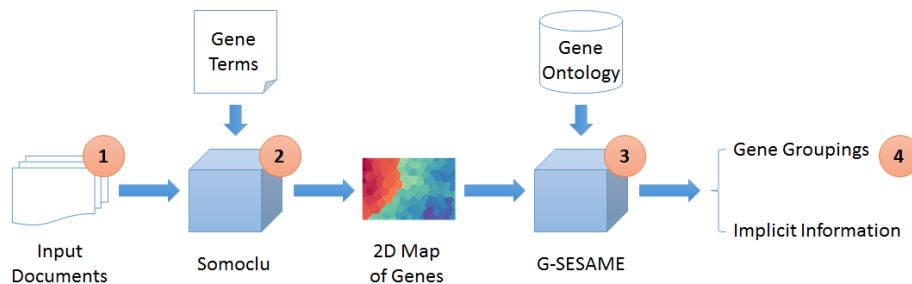 Gene
Terms
Gene
Ontology
1
2
3
Gene Groupings
4
Implicit Information
Input
Documents
Somoclu
2D Map
of Genes
G-SESAME